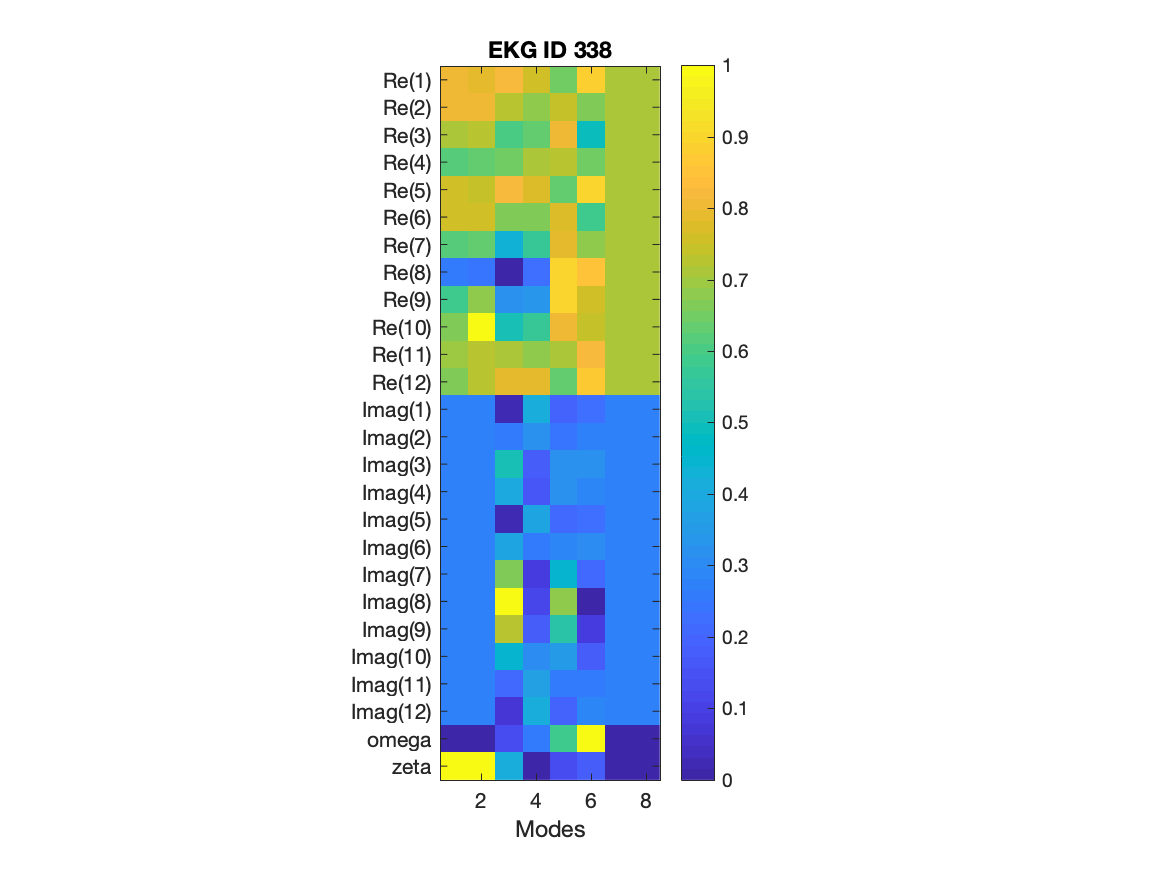 EKG ID 338
Re(1)
Re(2)
Re(3)
Re(4)
Re(5)
Re(6)
Re(7)
Re(8)
Re(9)
Re(10)
Re(11)
Re(12)
Imag(1)
Imag(2)
Imag(3)
Imag(4)
Imag(5)
Imag(6)
Imag(7)
Imag(8)
Imag(9)
Imag(10)
Imag(11)
Imag(12)
omega
zeta
2 4 6 8
Modes
1
0.9
0.8
0.7
0.6
0.5
0.4
0.3
0.2
0.1
0